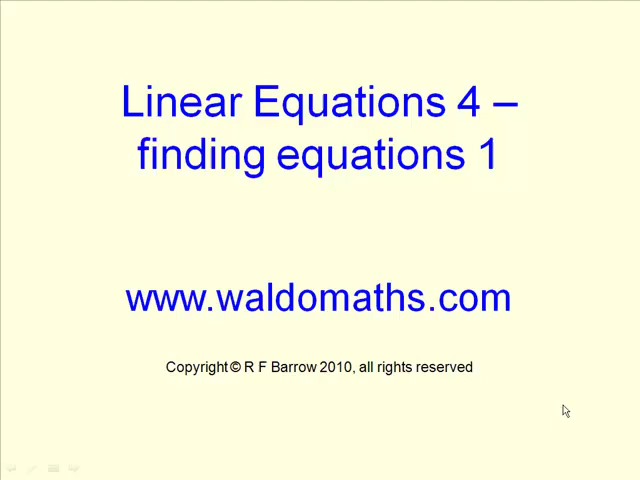 Linear Equations 4 –
finding equations 1
www.waldomaths.com
Copyright © R F Barrow 2010, all rights reserved